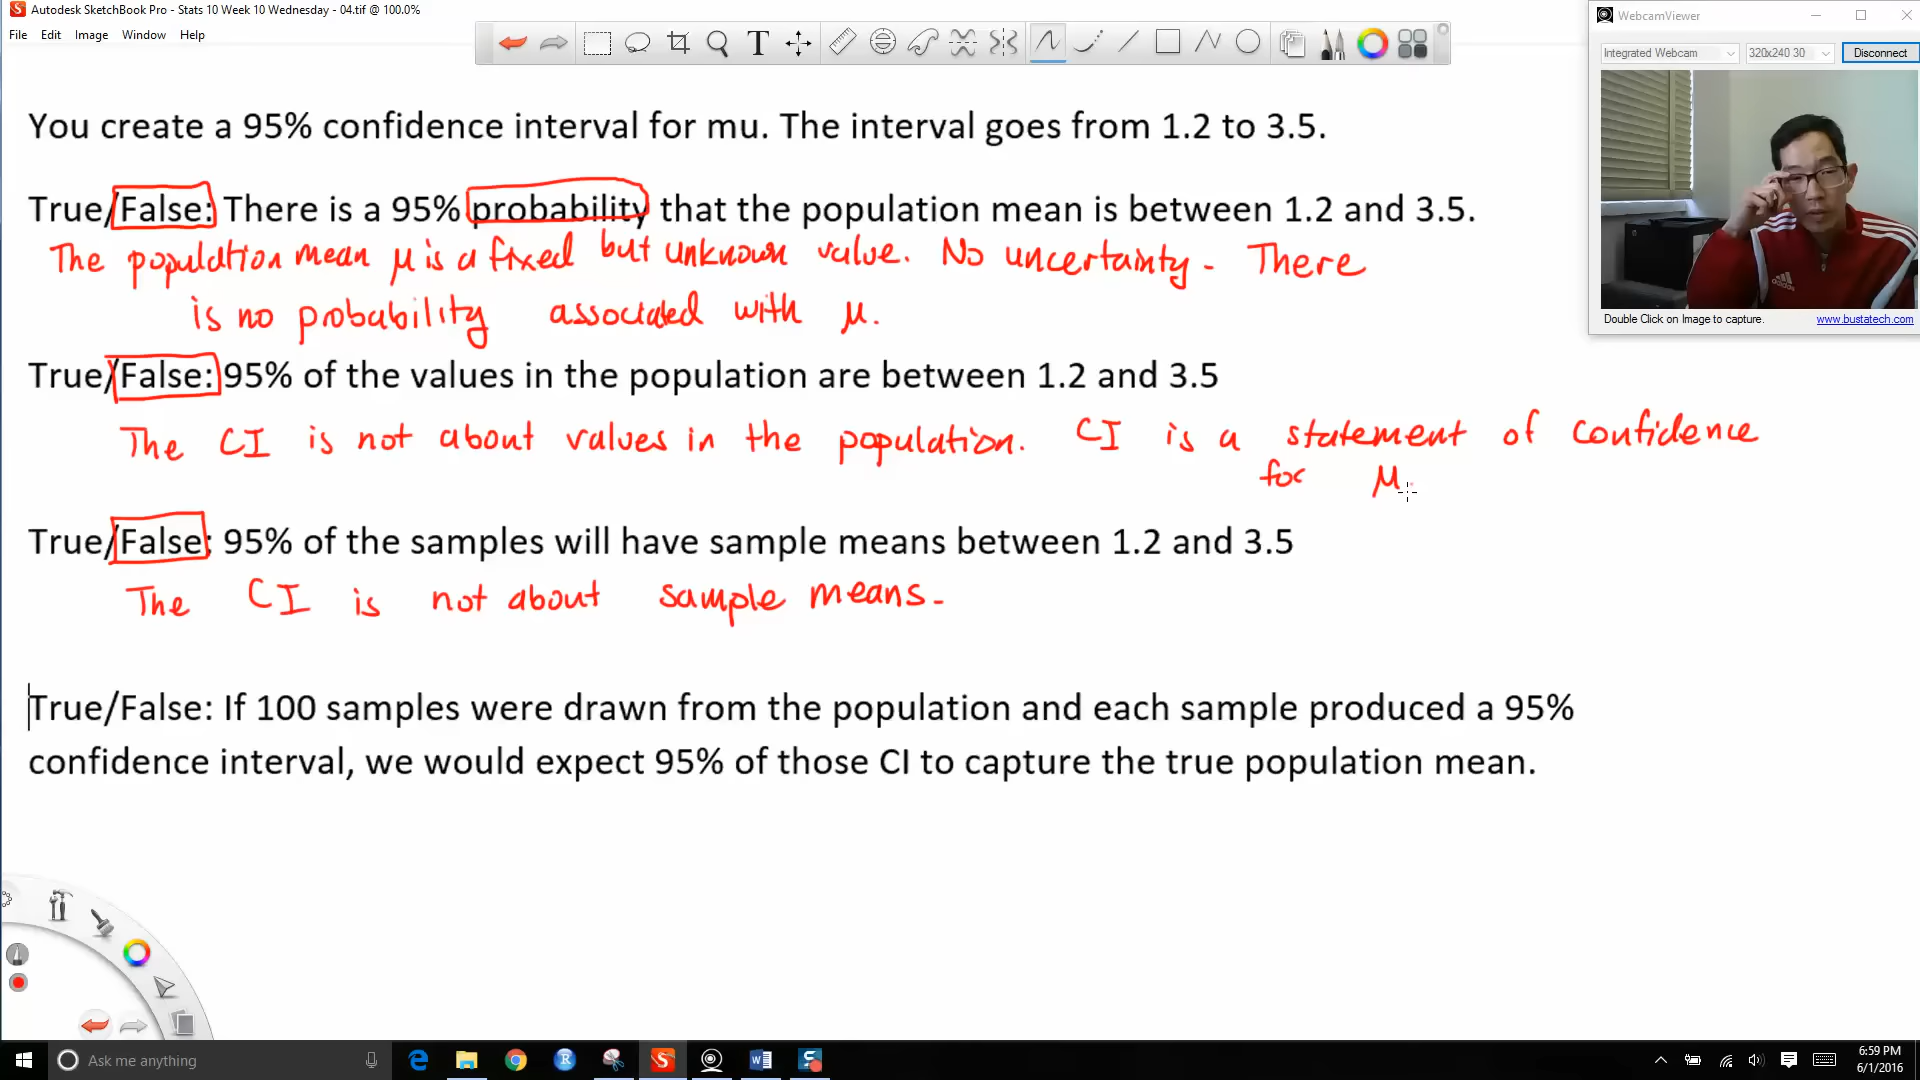 Autodesk SketchBook Pro - Stats 10 Week 10 Wednesday - 04.tif @ 100.0%
File Edit Image Window Help
WebcamViewer
Integrated Webcam 320x240 30 Disconnect
adidas
Double Click on Image to capture. www.bustatech.com
You create a 95% confidence interval for mu. The interval goes from 1.2 to 3.5.
True/False: There is a 95% probability that the population mean is between 1.2 and 3.5.
The population mean μ is a fixed but unknown value. No uncertainty. There
is no probability associated with μ.
True/False: 95% of the values in the population are between 1.2 and 3.5
The CI is not about values in the population. CI is a statement of confidence
for μ.
True/False: 95% of the samples will have sample means between 1.2 and 3.5
The CI is not about sample means.
True/False: If 100 samples were drawn from the population and each sample produced a 95%
confidence interval, we would expect 95% of those CI to capture the true population mean.
Ask me anything
6:59 PM
6/1/2016